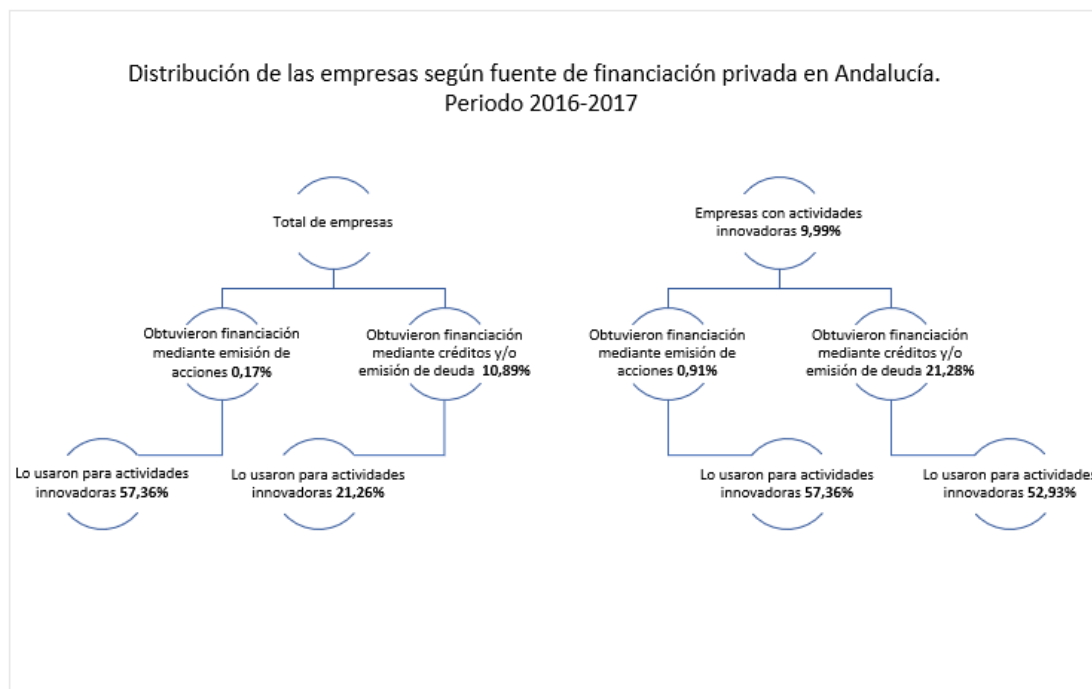 Distribución de las empresas según fuente de financiación privada en Andalucía.
Periodo 2016-2017
Total de empresas
Empresas con actividades
innovadoras 9,99%
Obtuvieron financiación
mediante emisión de
acciones 0,17%
Obtuvieron financiación
mediante créditos y/o
emisión de deuda 10,89%
Obtuvieron financiación
mediante emisión de
acciones 0,91%
Obtuvieron financiación
mediante créditos y/o
emisión de deuda 21,28%
Lo usaron para actividades
innovadoras 57,36%
Lo usaron para actividades
innovadoras 21,26%
Lo usaron para actividades
innovadoras 57,36%
Lo usaron para actividades
innovadoras 52,93%